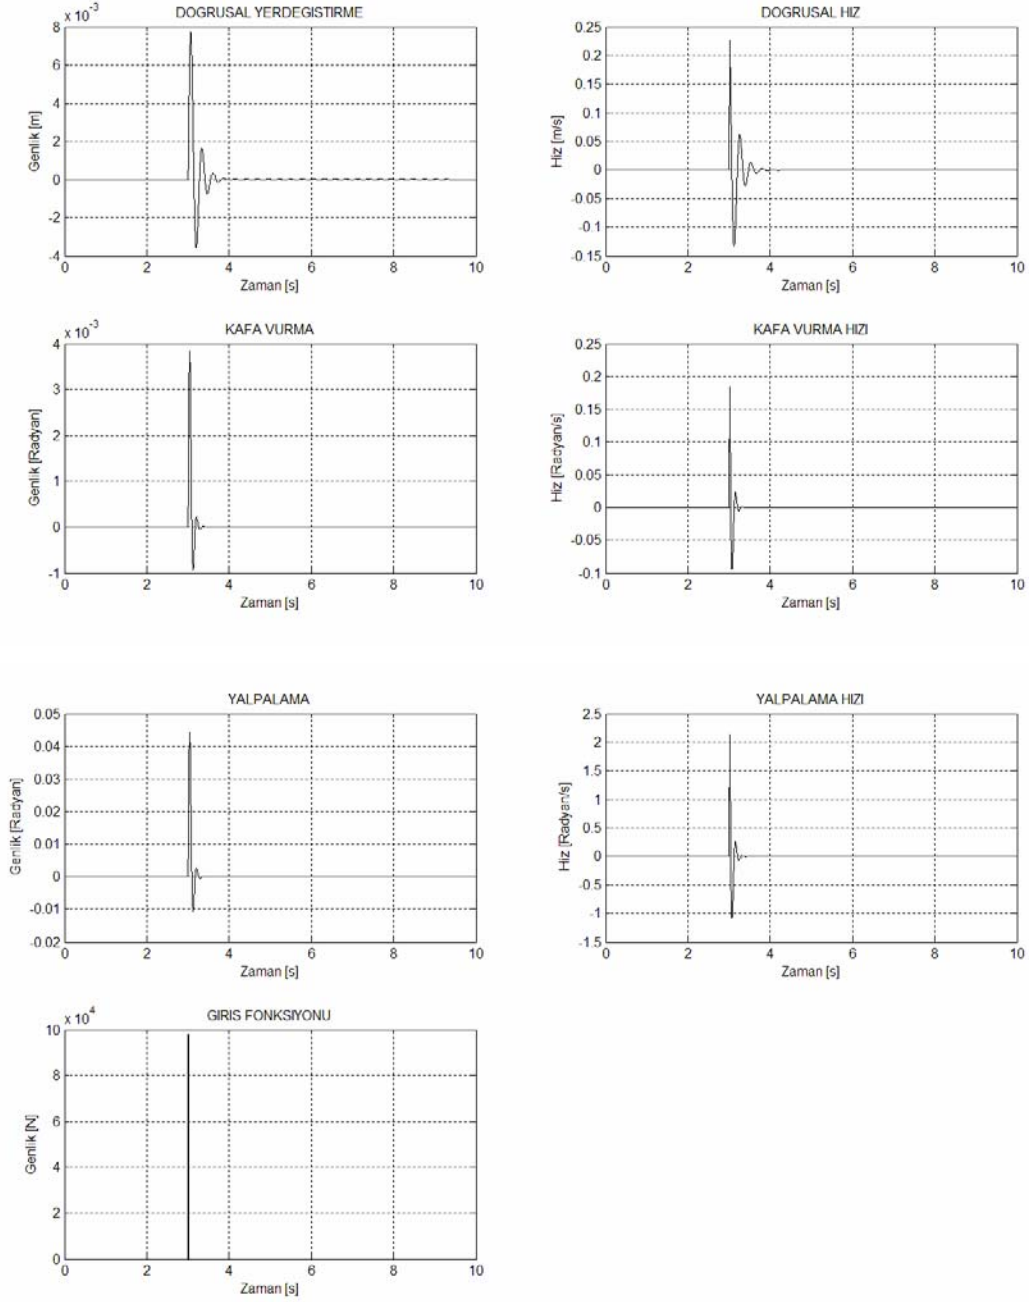 DOGRUSAL YERDEGISTIRME
x 10^-3
8
6
4
2
0
-2
-4
Genlik [m]
0 2 4 6 8 10
Zaman [s]
DOGRUSAL HIZ
0.25
0.2
0.15
0.1
0.05
0
-0.05
-0.1
-0.15
Hiz [m/s]
0 2 4 6 8 10
Zaman [s]
KAFA VURMA
x 10^-3
4
3
2
1
0
-1
Genlik [Radyan]
0 2 4 6 8 10
Zaman [s]
KAFA VURMA HIZI
0.25
0.2
0.15
0.1
0.05
0
-0.05
-0.1
Hiz [Radyan/s]
0 2 4 6 8 10
Zaman [s]
YALPALAMA
0.05
0.04
0.03
0.02
0.01
0
-0.01
-0.02
Genlik [Radyan]
0 2 4 6 8 10
Zaman [s]
YALPALAMA HIZI
2.5
2
1.5
1
0.5
0
-0.5
-1
-1.5
Hiz [Radyan/s]
0 2 4 6 8 10
Zaman [s]
GIRIS FONKSIYONU
x 10^4
10
8
6
4
2
0
Genlik [N]
0 2 4 6 8 10
Zaman [s]